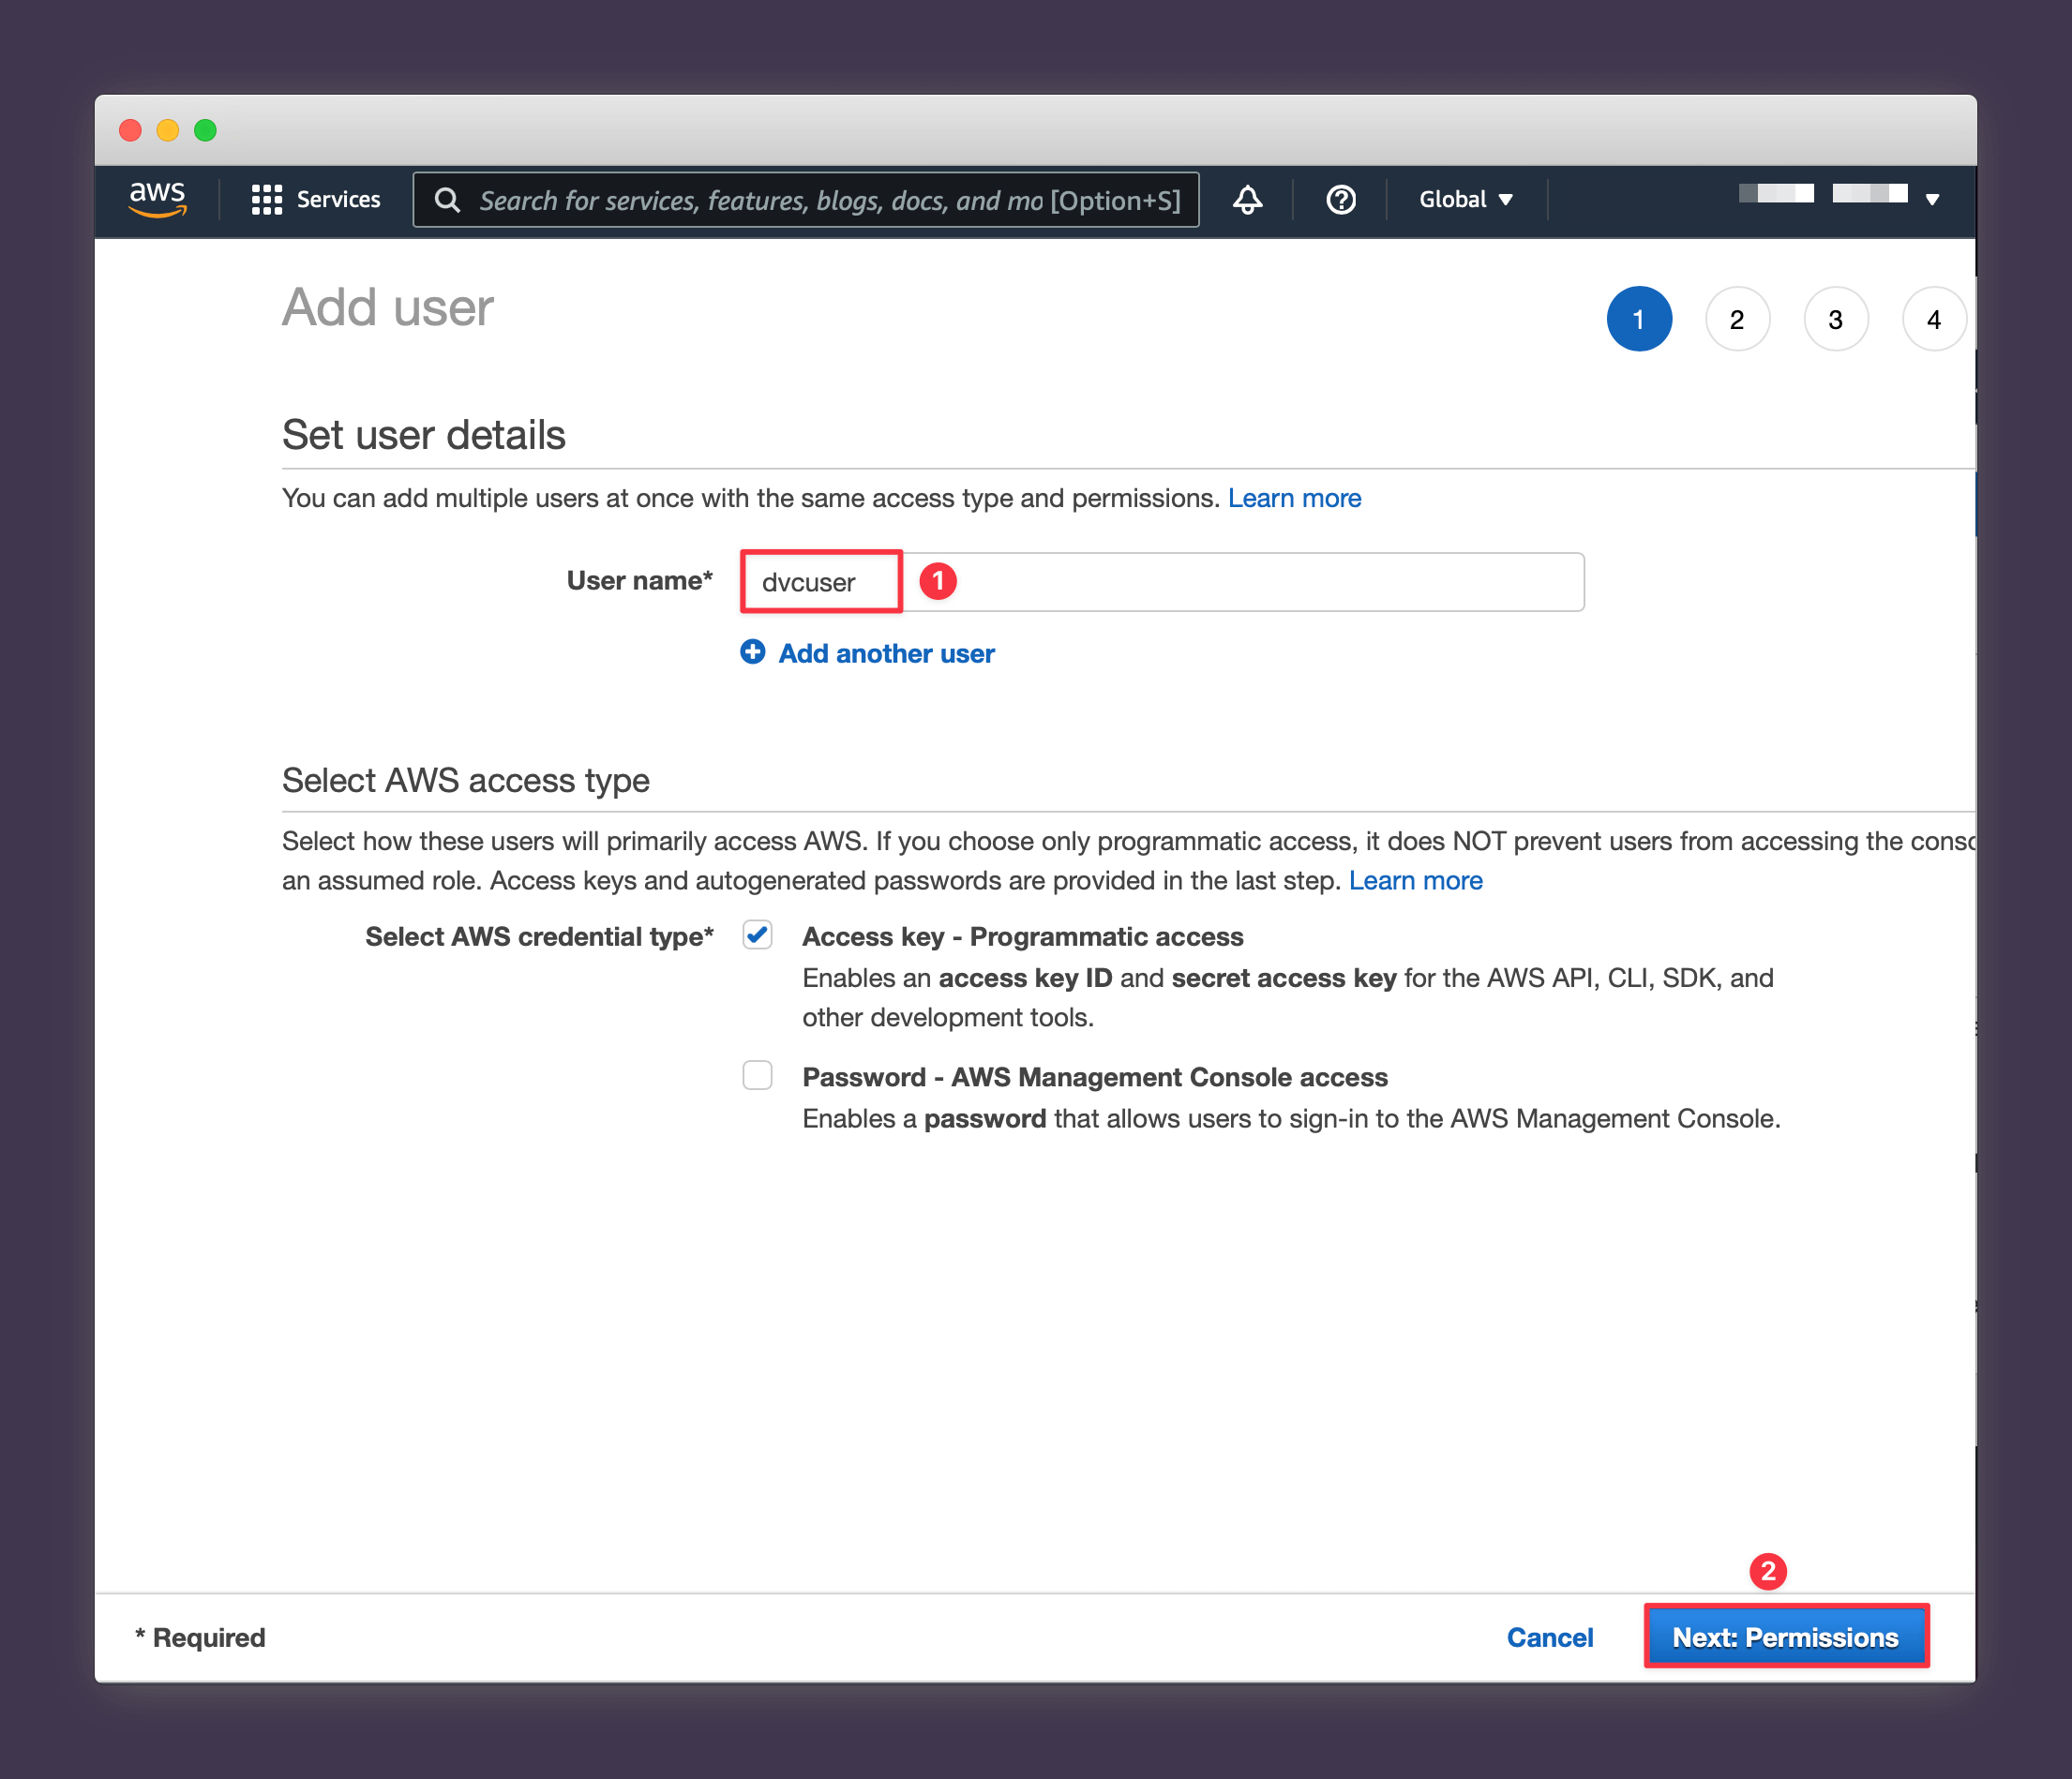 aws
Services
Search for services, features, blogs, docs, and mo [Option+S]
Global
Add user
1
2
3
4
Set user details
You can add multiple users at once with the same access type and permissions. Learn more
User name*
dvcuser
1
Add another user
Select AWS access type
Select how these users will primarily access AWS. If you choose only programmatic access, it does NOT prevent users from accessing the conso
an assumed role. Access keys and autogenerated passwords are provided in the last step. Learn more
Select AWS credential type*
Access key - Programmatic access
Enables an access key ID and secret access key for the AWS API, CLI, SDK, and
other development tools.
Password - AWS Management Console access
Enables a password that allows users to sign-in to the AWS Management Console.
2
* Required
Cancel
Next: Permissions